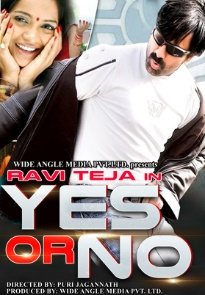 WIDE ANGLE MEDIA PVT.LTD. presents
RAVI TEJA IN
YES
OR NO
DIRECTED BY: PURI JAGANNATH
PRODUCED BY: WIDE ANGLE MEDIA PVT. LTD.